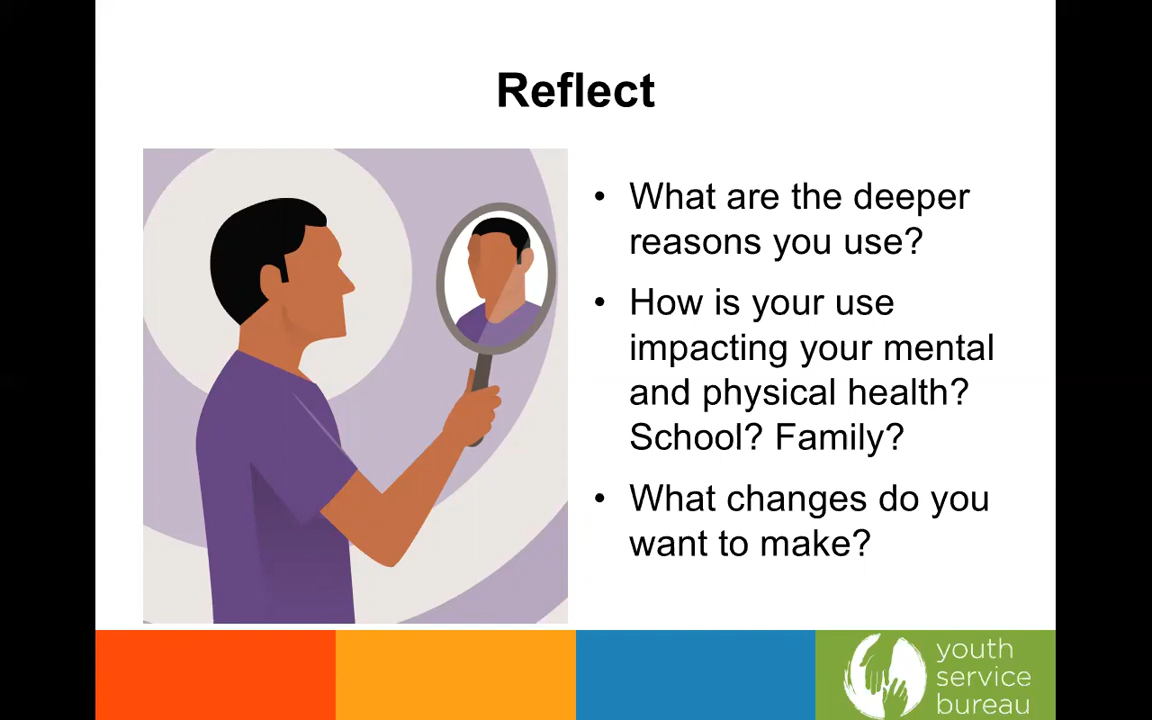 Reflect
• What are the deeper
reasons you use?
• How is your use
impacting your mental
and physical health?
School? Family?
• What changes do you
want to make?
youth
service
bureau